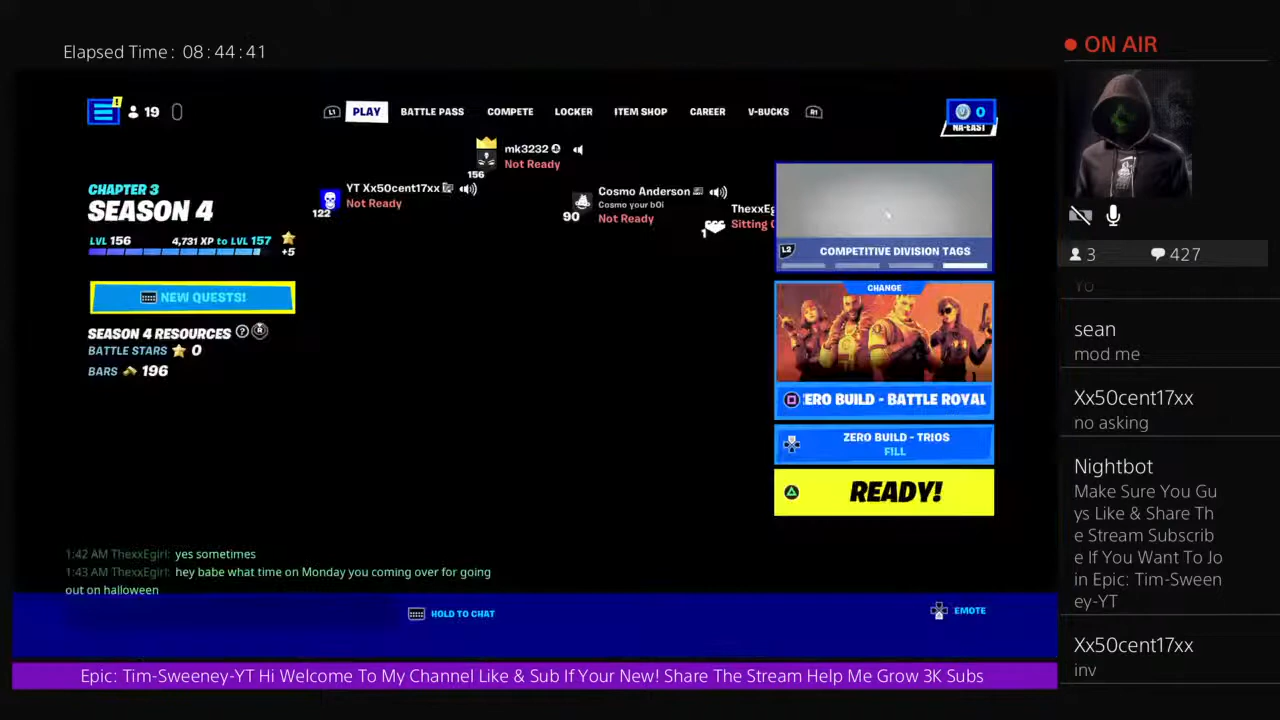 Elapsed Time: 08:44:41
ON AIR
19
L1 PLAY BATTLE PASS COMPETE LOCKER ITEM SHOP CAREER V-BUCKS R1
0
NA-EAST
mk3232
Not Ready
156
YT Xx50cent17xx
Not Ready
122
Cosmo Anderson
Cosmo your b0i
Not Ready
90
ThexxEg
Sitting
1
CHAPTER 3
SEASON 4
LVL 156 4,731 XP to LVL 157
+5
NEW QUESTS!
SEASON 4 RESOURCES ? R
BATTLE STARS 0
BARS 196
L2 COMPETITIVE DIVISION TAGS
CHANGE
ERO BUILD - BATTLE ROYAL
ZERO BUILD - TRIOS
FILL
READY!
1:42 AM ThexxEgirl: yes sometimes
1:43 AM ThexxEgirl: hey babe what time on Monday you coming over for going
out on halloween
HOLD TO CHAT
EMOTE
Epic: Tim-Sweeney-YT Hi Welcome To My Channel Like & Sub If Your New! Share The Stream Help Me Grow 3K Subs
3 427
Yo
sean
mod me
Xx50cent17xx
no asking
Nightbot
Make Sure You Gu
ys Like & Share Th
e Stream Subscrib
e If You Want To Jo
in Epic: Tim-Sween
ey-YT
Xx50cent17xx
inv